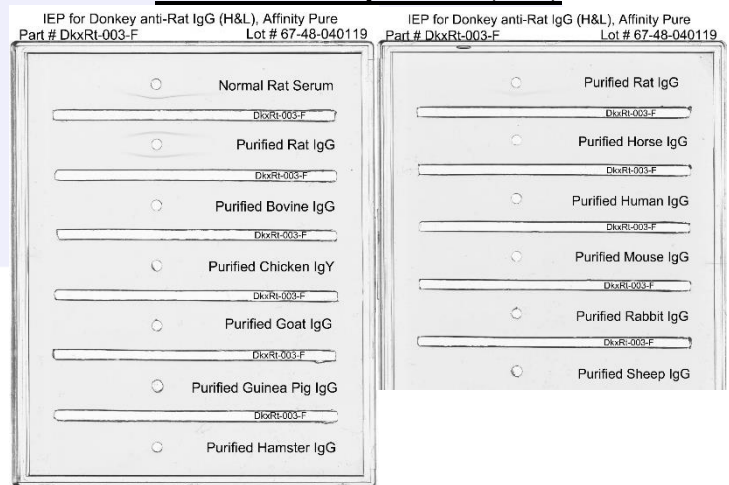 IEP for Donkey anti-Rat IgG (H&L), Affinity Pure
Part # DkxRt-003-F Lot # 67-48-040119
Normal Rat Serum
DkxRt-003-F
Purified Rat IgG
DkxRt-003-F
Purified Bovine IgG
DkxRt-003-F
Purified Chicken IgY
DkxRt-003-F
Purified Goat IgG
DkxRt-003-F
Purified Guinea Pig IgG
DkxRt-003-F
Purified Hamster IgG
IEP for Donkey anti-Rat IgG (H&L), Affinity Pure
Part # DkxRt-003-F Lot # 67-48-040119
Purified Rat IgG
DkxRt-003-F
Purified Horse IgG
DkxRt-003-F
Purified Human IgG
DkxRt-003-F
Purified Mouse IgG
DkxRt-003-F
Purified Rabbit IgG
DkxRt-003-F
Purified Sheep IgG